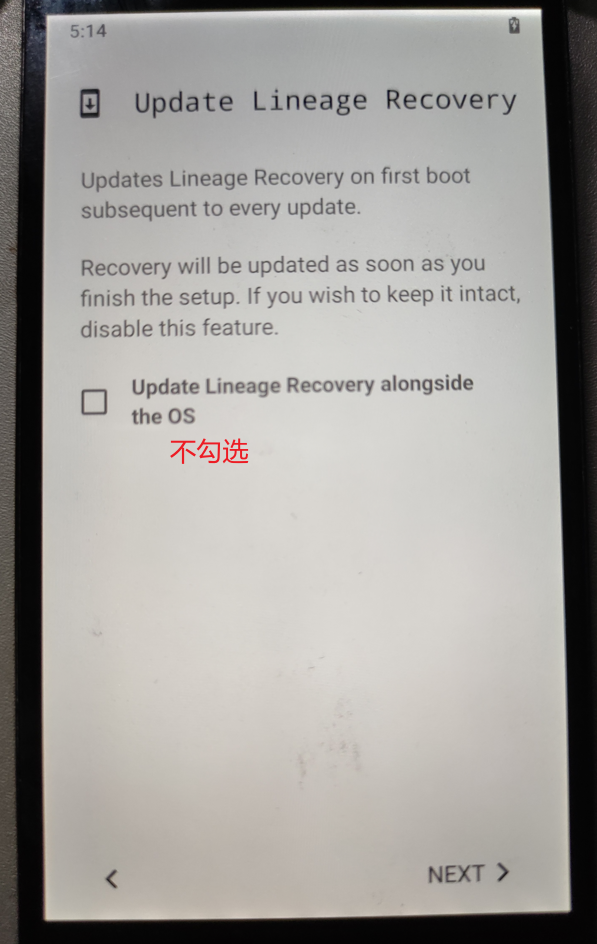 5:14
Update Lineage Recovery
Updates Lineage Recovery on first boot
subsequent to every update.
Recovery will be updated as soon as you
finish the setup. If you wish to keep it intact,
disable this feature.
Update Lineage Recovery alongside
the OS
不勾选
NEXT